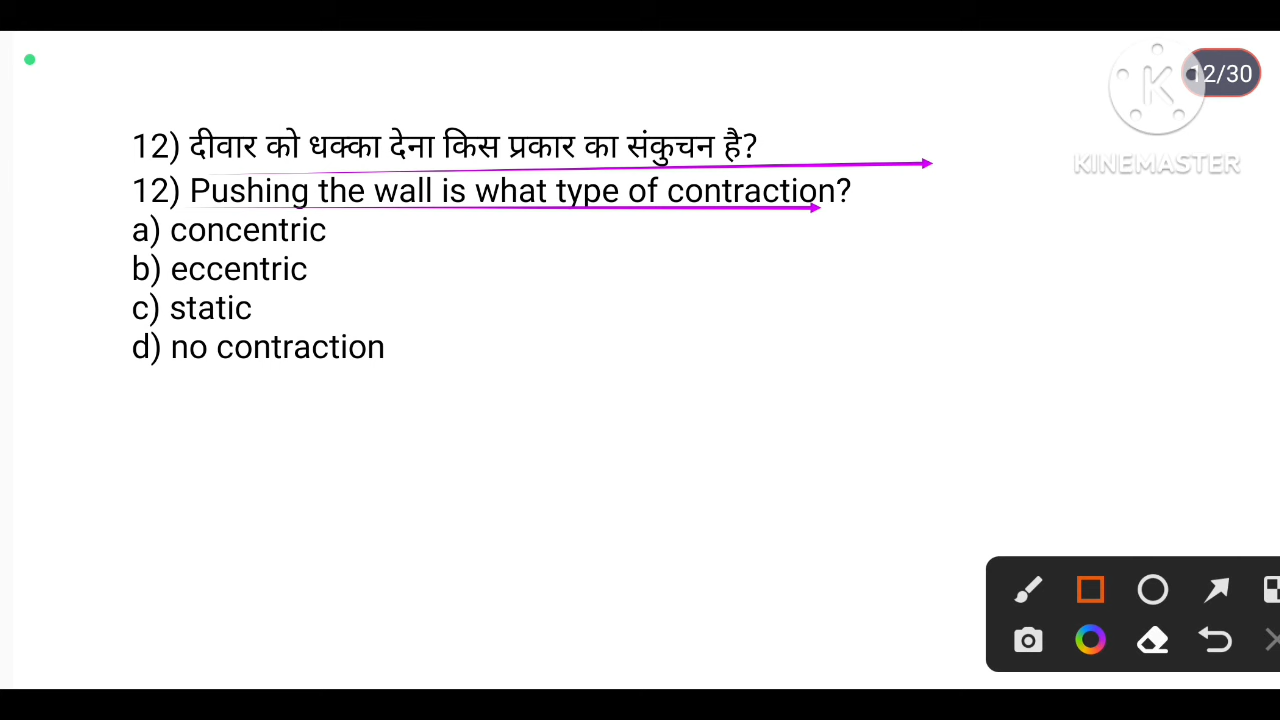 12/30
KINEMASTER
12) दीवार को धक्का देना किस प्रकार का संकुचन है?
12) Pushing the wall is what type of contraction?
a) concentric
b) eccentric
c) static
d) no contraction